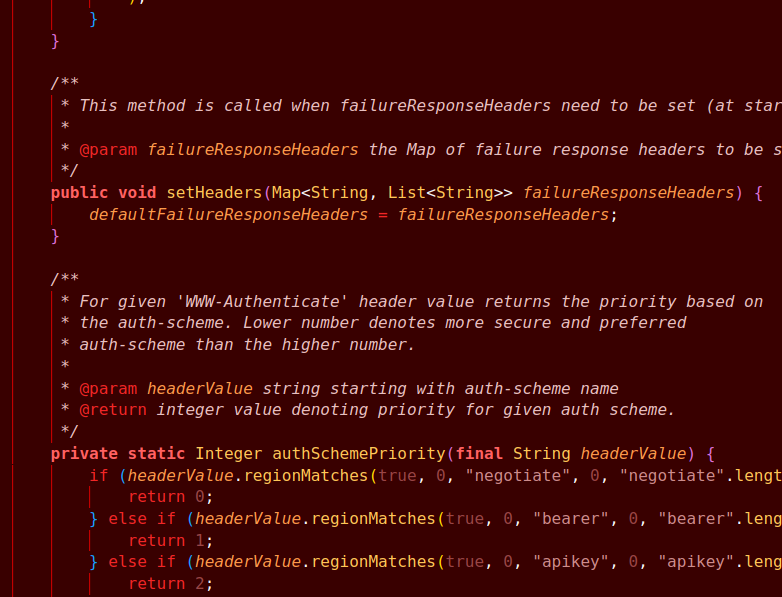 );
}
}
/**
* This method is called when failureResponseHeaders need to be set (at star
*
* @param failureResponseHeaders the Map of failure response headers to be s
*/
public void setHeaders(Map<String, List<String>> failureResponseHeaders) {
defaultFailureResponseHeaders = failureResponseHeaders;
}
/**
* For given 'WWW-Authenticate' header value returns the priority based on
* the auth-scheme. Lower number denotes more secure and preferred
* auth-scheme than the higher number.
*
* @param headerValue string starting with auth-scheme name
* @return integer value denoting priority for given auth scheme.
*/
private static Integer authSchemePriority(final String headerValue) {
if (headerValue.regionMatches(true, 0, "negotiate", 0, "negotiate".lengt
return 0;
} else if (headerValue.regionMatches(true, 0, "bearer", 0, "bearer".leng
return 1;
} else if (headerValue.regionMatches(true, 0, "apikey", 0, "apikey".leng
return 2;